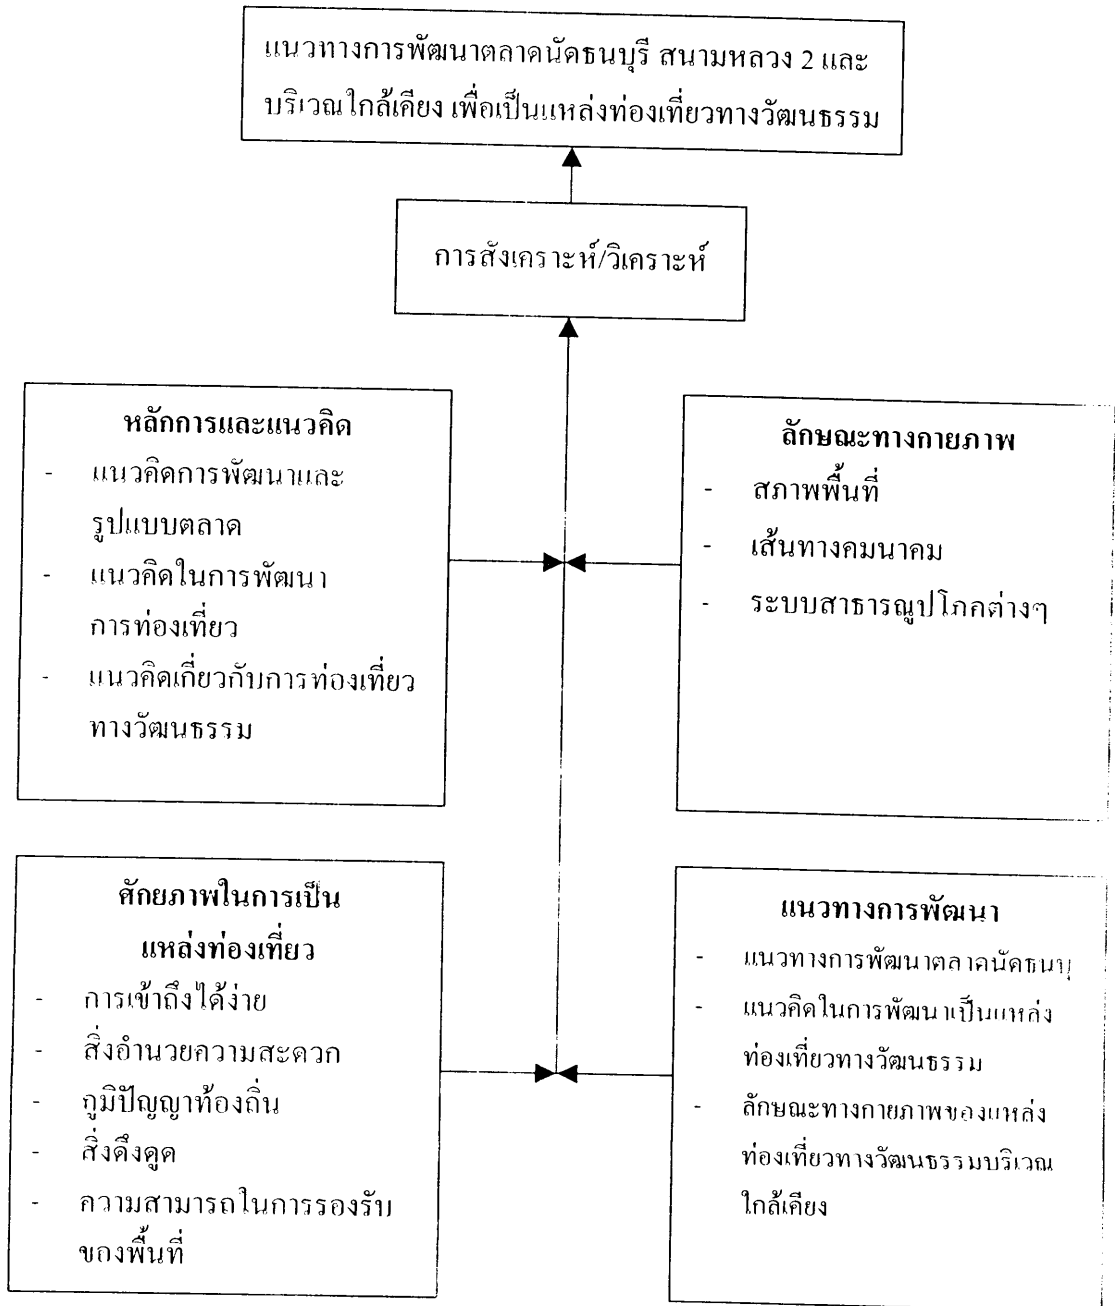 แนวทางการพัฒนาตลาดนัดธนบุรี สนามหลวง 2 และ
บริเวณใกล้เคียง เพื่อเป็นแหล่งท่องเที่ยวทางวัฒนธรรม
การสังเคราะห์/วิเคราะห์
หลักการและแนวคิด
- แนวคิดการพัฒนาและ
รูปแบบตลาด
- แนวคิดในการพัฒนา
การท่องเที่ยว
- แนวคิดเกี่ยวกับการท่องเที่ยว
ทางวัฒนธรรม
ลักษณะทางกายภาพ
- สภาพพื้นที่
- เส้นทางคมนาคม
- ระบบสาธารณูปโภคต่างๆ
ศักยภาพในการเป็น
แหล่งท่องเที่ยว
- การเข้าถึงได้ง่าย
- สิ่งอำนวยความสะดวก
- ภูมิปัญญาท้องถิ่น
- สิ่งดึงดูด
- ความสามารถในการรองรับ
ของพื้นที่
แนวทางการพัฒนา
- แนวทางการพัฒนาตลาดนัดธนบุ
- แนวคิดในการพัฒนาเป็นแหล่ง
ท่องเที่ยวทางวัฒนธรรม
- ลักษณะทางกายภาพของแหล่ง
ท่องเที่ยวทางวัฒนธรรมบริเวณ
ใกล้เคียง